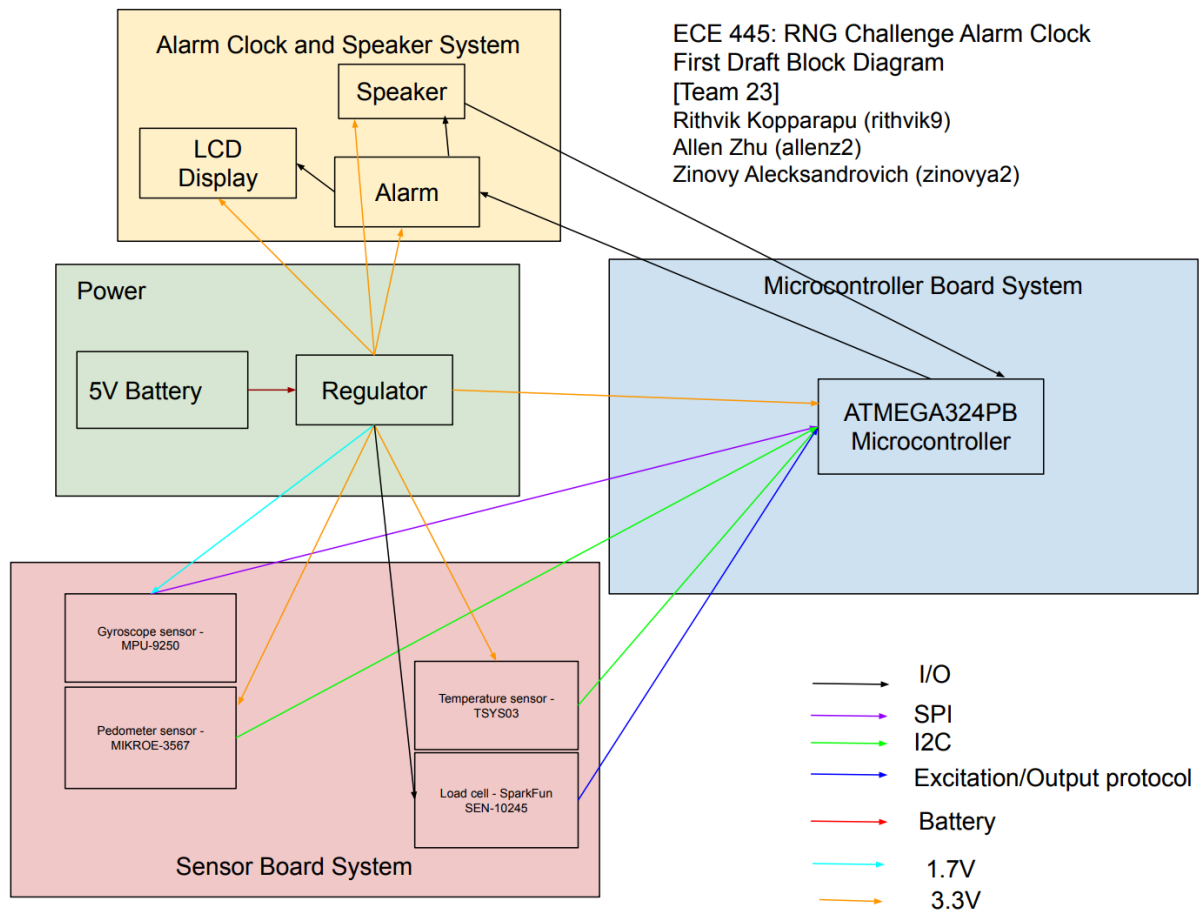 Alarm Clock and Speaker System
Speaker
LCD
Display
Alarm
ECE 445: RNG Challenge Alarm Clock
First Draft Block Diagram
[Team 23]
Rithvik Kopparapu (rithvik9)
Allen Zhu (allenz2)
Zinovy Alecksandrovich (zinovya2)
Power
5V Battery
Regulator
Microcontroller Board System
ATMEGA324PB
Microcontroller
Gyroscope sensor -
MPU-9250
Pedometer sensor -
MIKROE-3567
Temperature sensor -
TSYS03
Load cell - SparkFun
SEN-10245
Sensor Board System
I/O
SPI
I2C
Excitation/Output protocol
Battery
1.7V
3.3V